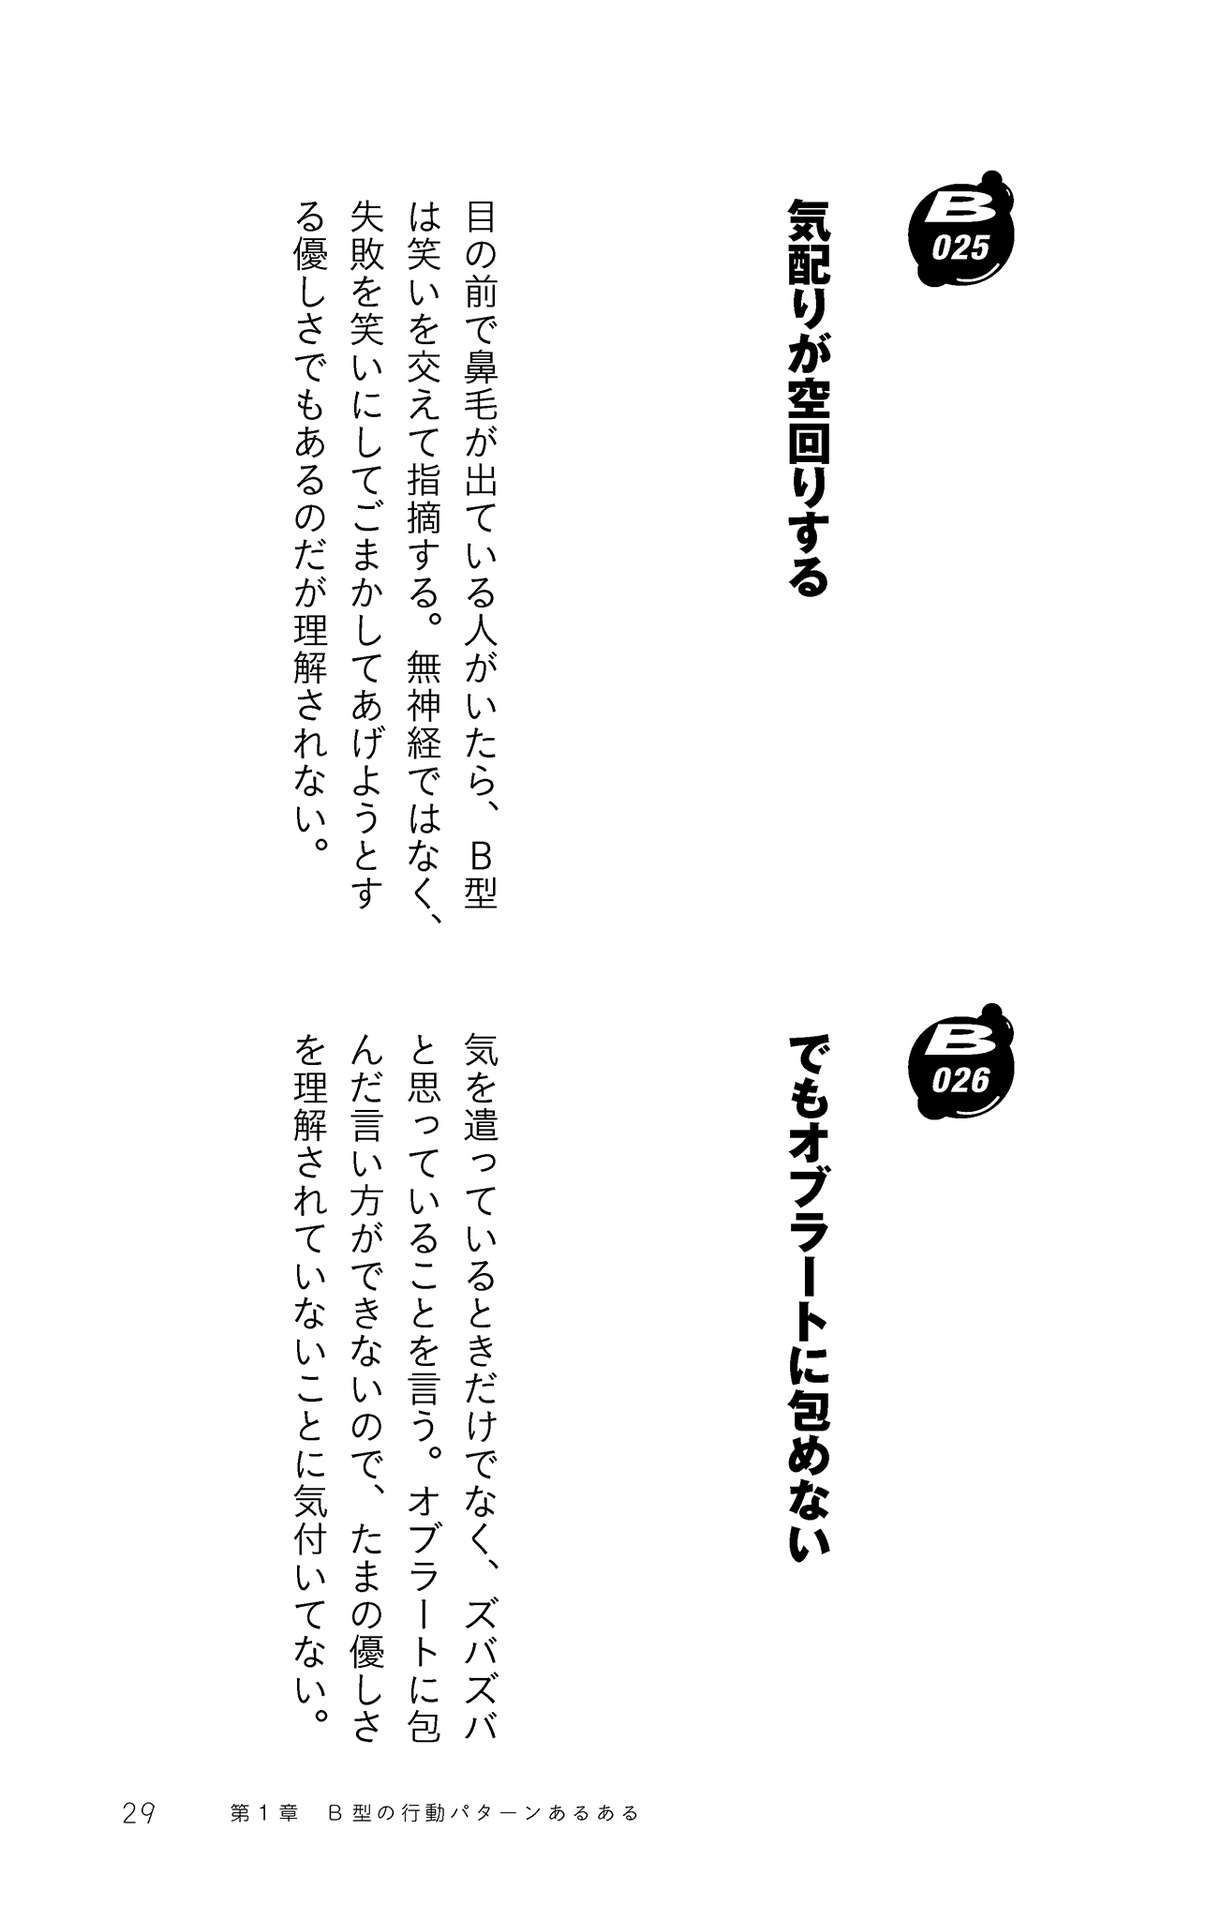 B
025
気配りが空回りする
目の前で鼻毛が出ている人がいたら、B型
は笑いを交えて指摘する。無神経ではなく、
失敗を笑いにしてごまかしてあげようとす
る優しさでもあるのだが理解されない。
B
026
でもオブラートに包めない
気を遣っているときだけでなく、ズバズバ
と思っていることを言う。オブラートに包
んだ言い方ができないので、たまの優しさ
を理解されていないことに気付いてない。
29 第1章 B型の行動パターンあるある